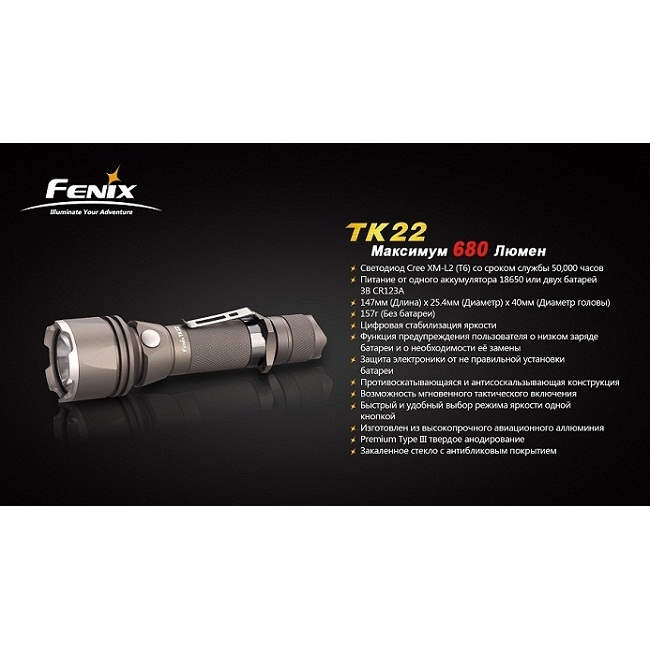 FENIX
Illuminate Your Adventure
TK22
Максимум 680 Люмен
Светодиод Cree XM-L2 (T6) со сроком службы 50,000 часов
Питание от одного аккумулятора 18650 или двух батарей
3В CR123A
147мм (Длина) x 25.4мм (Диаметр) x 40мм (Диаметр головы)
157г (Без батареи)
Цифровая стабилизация яркости
Функция предупреждения пользователя о низком заряде
батареи и о необходимости её замены
Защита электроники от не правильной установки
батареи
Противоскатывающаяся и антисоскальзывающая конструкция
Возможность мгновенного тактического включения
Быстрый и удобный выбор режима яркости одной
кнопкой
Изготовлен из высокопрочного авиационного аллюминия
Premium Type III твердое анодирование
Закаленное стекло с антибликовым покрытием